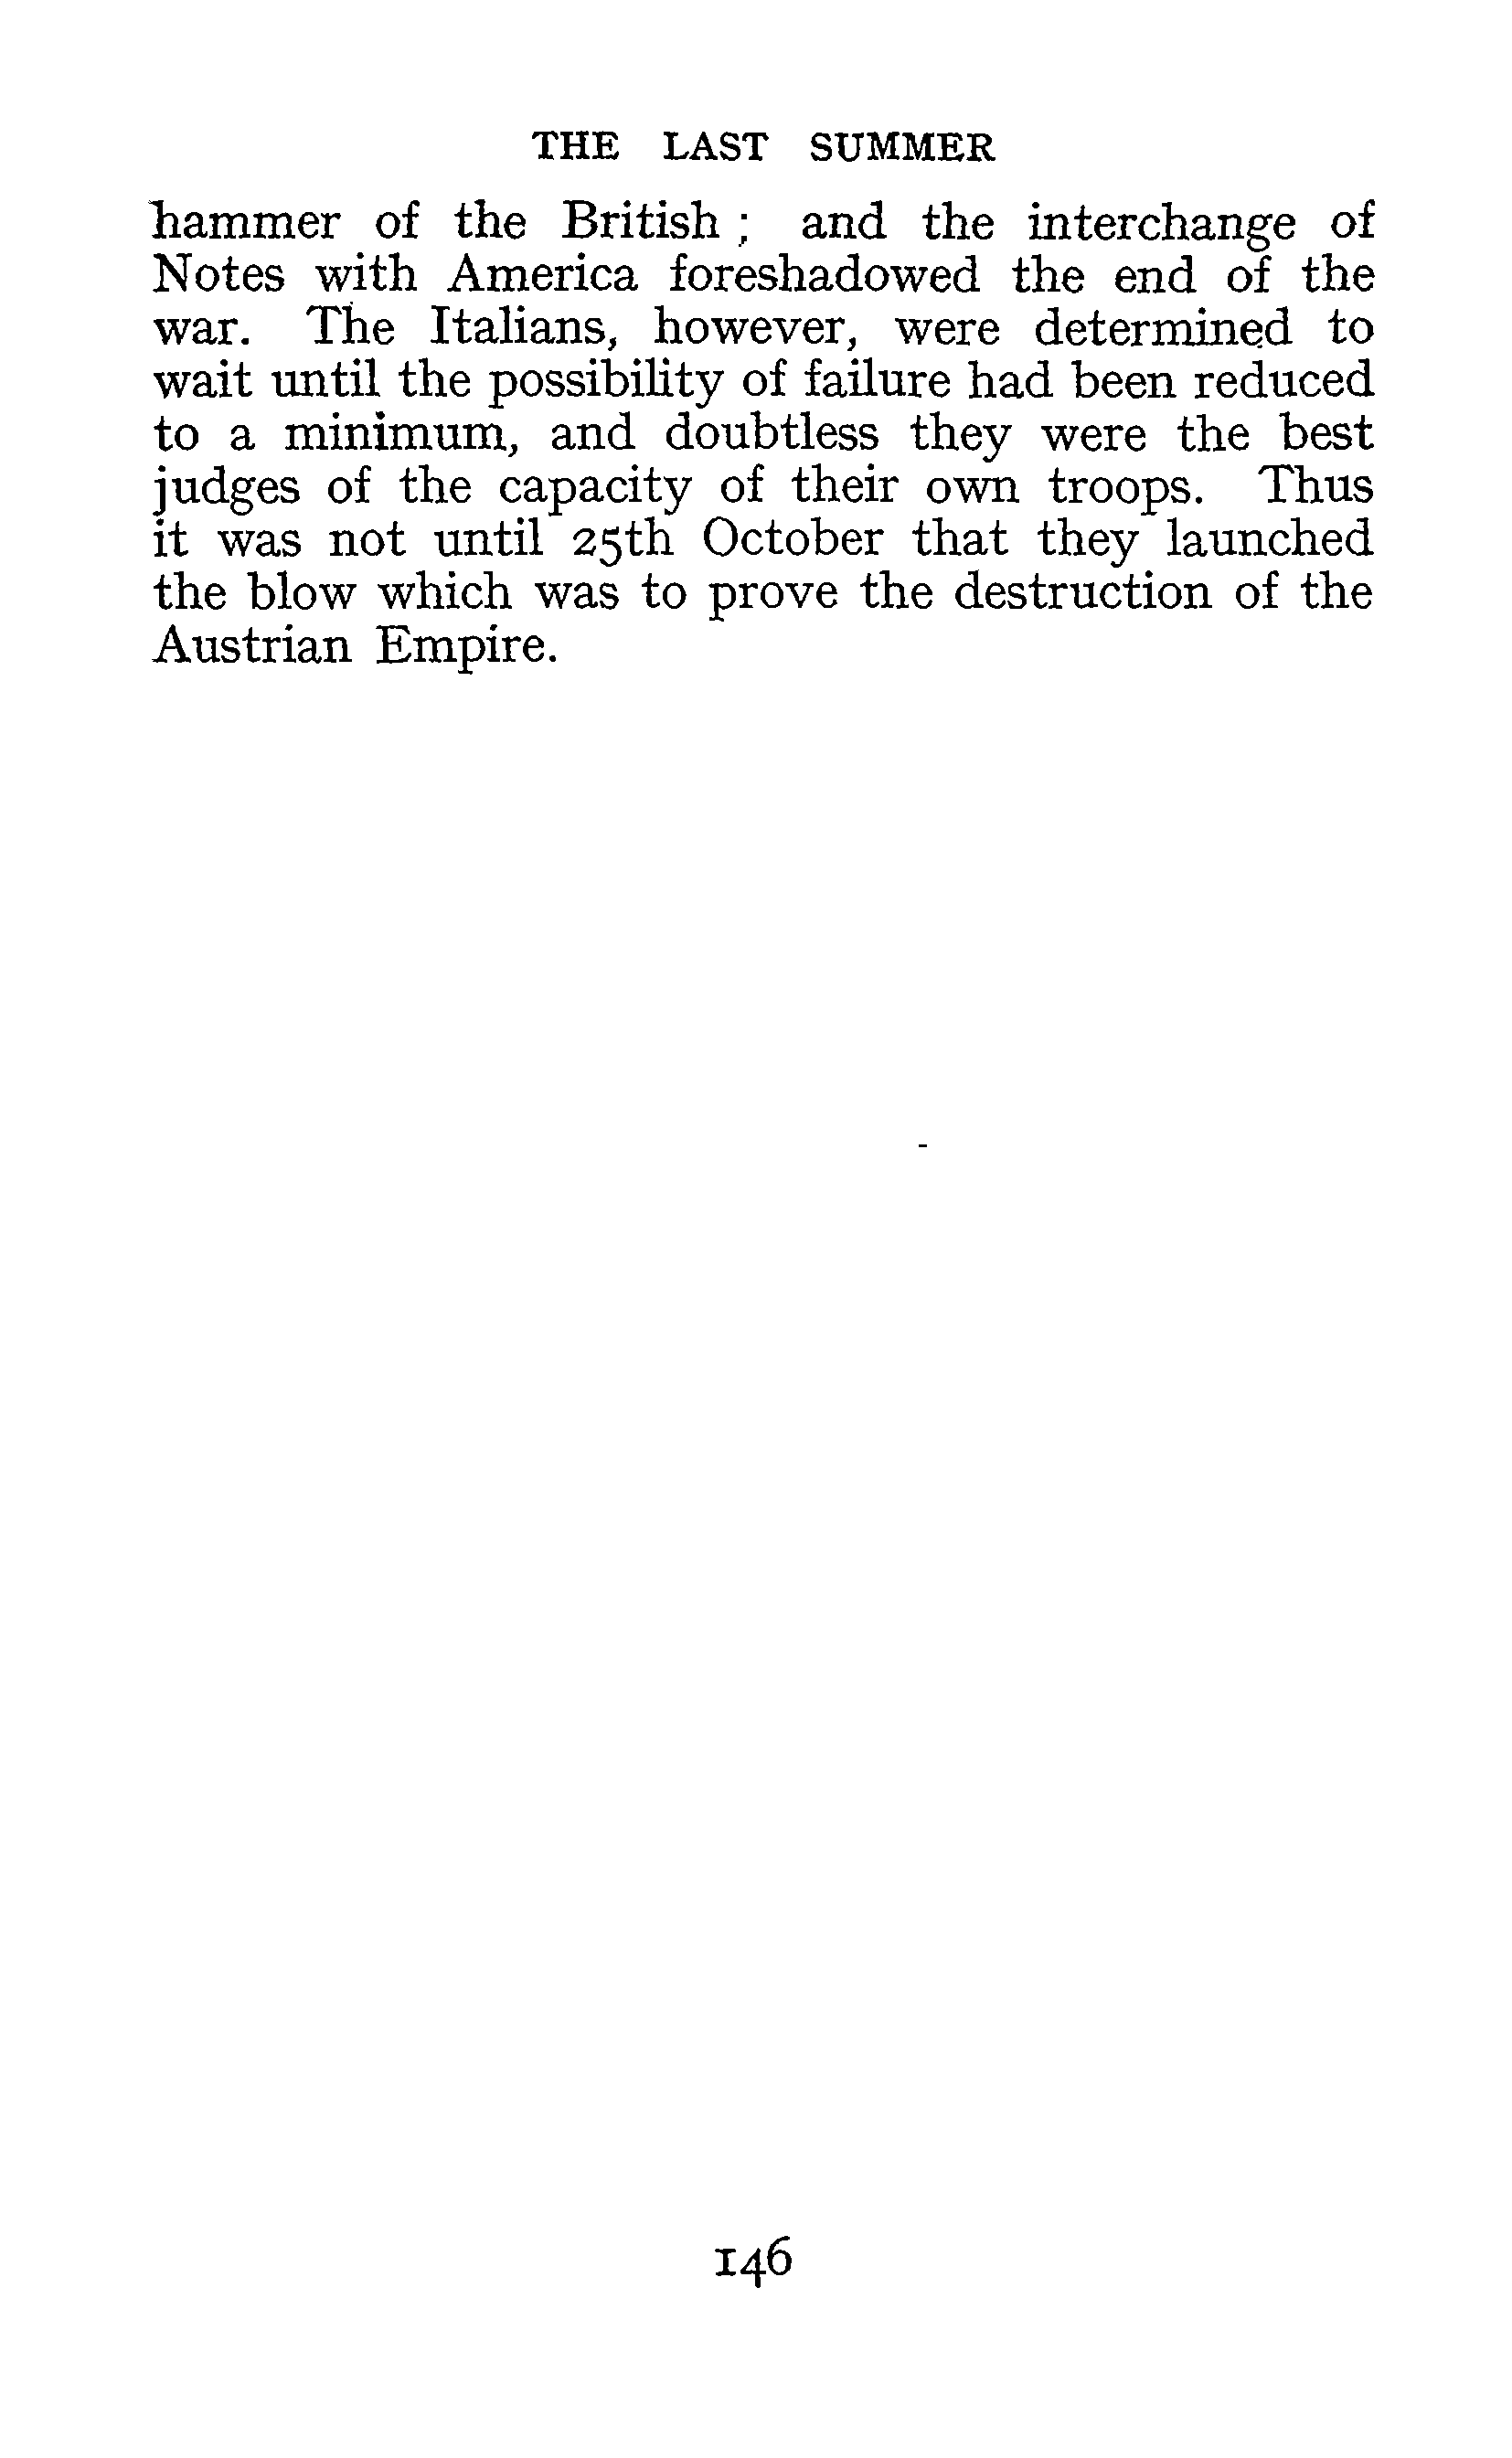 THE LAST SUMMER
hammer of the British ; and the interchange of
Notes with America foreshadowed the end of the
war. The Italians, however, were determined to
wait until the possibility of failure had been reduced
to a minimum, and doubtless they were the best
judges of the capacity of their own troops. Thus
it was not until 25th October that they launched
the blow which was to prove the destruction of the
Austrian Empire.
146